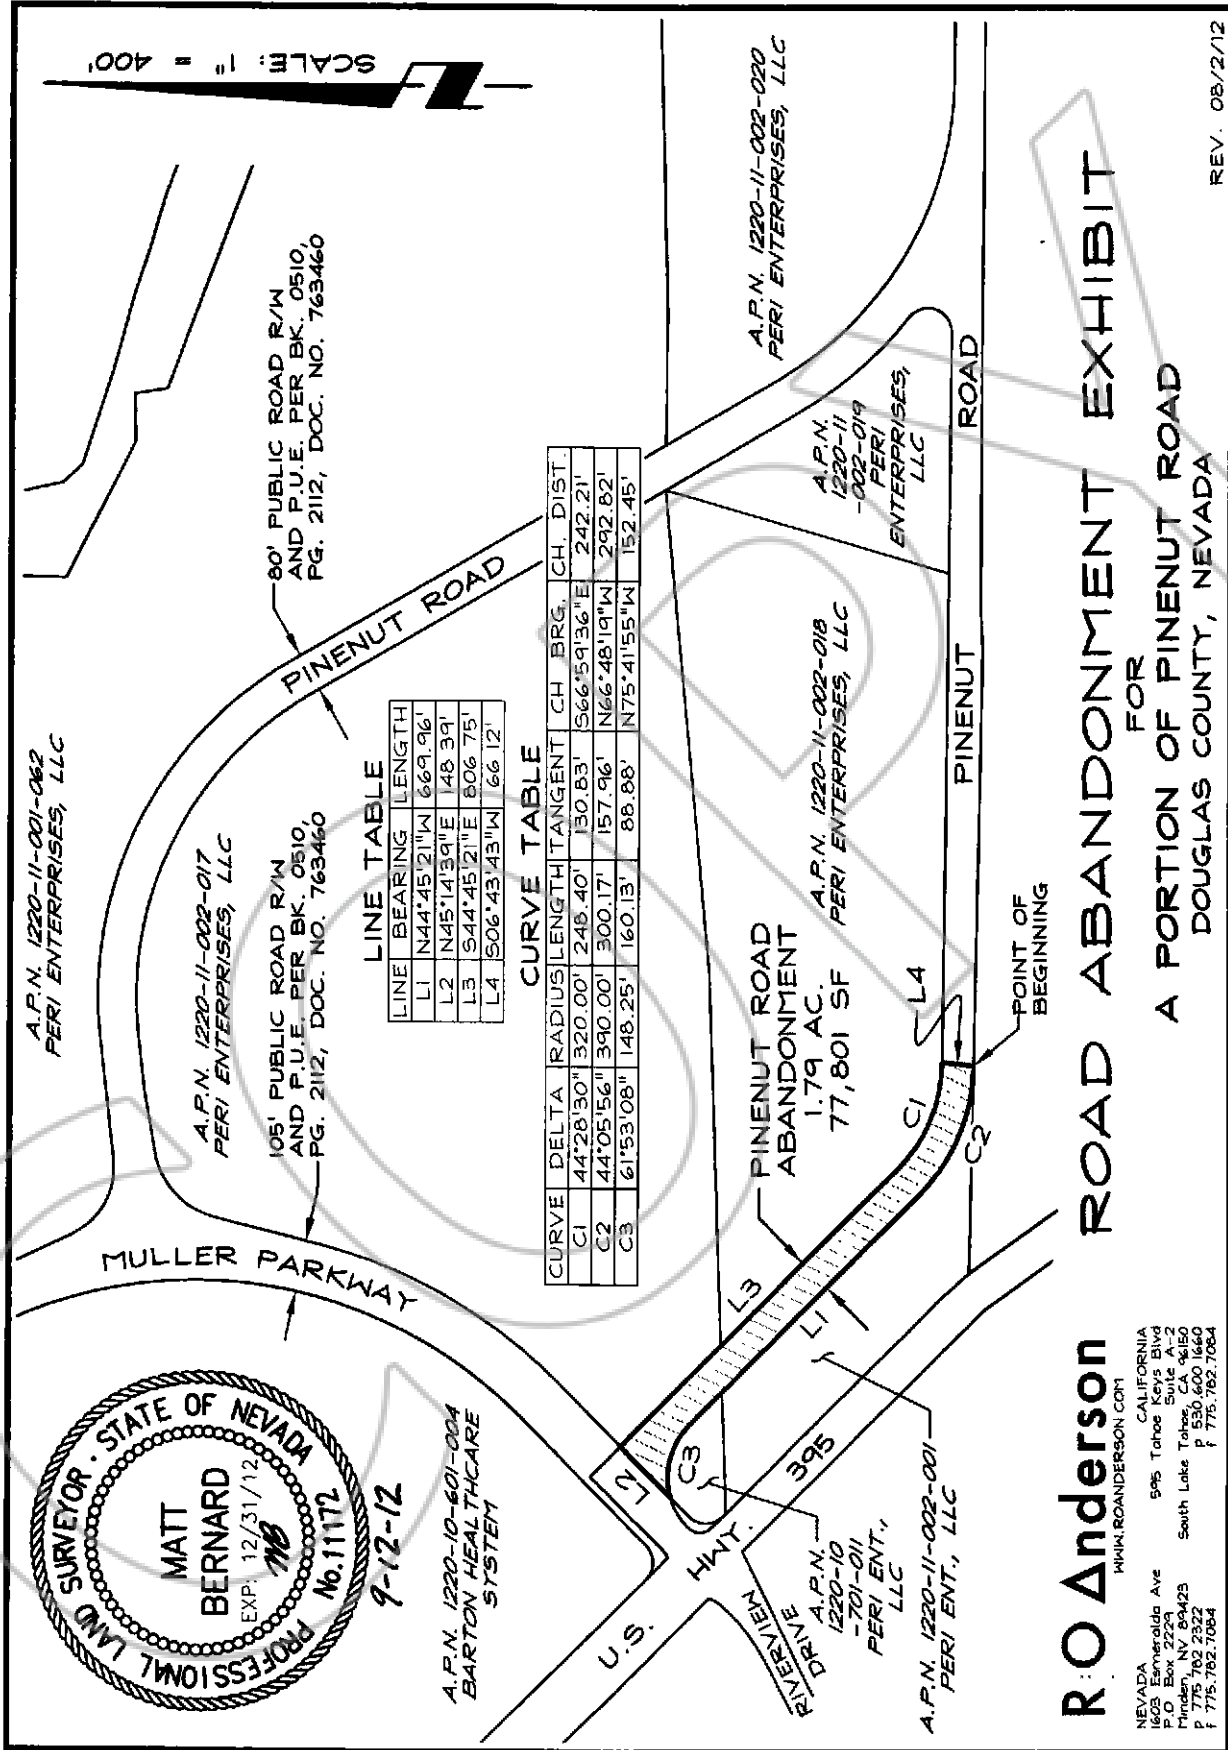 SCALE: 1" = 400'
A.P.N. 1220-11-001-062
PERI ENTERPRISES, LLC
80' PUBLIC ROAD R/W
AND P.U.E. PER BK. 0510,
PG. 2112, DOC. NO. 763460
PINENUT ROAD
A.P.N. 1220-11-002-017
PERI ENTERPRISES, LLC
105' PUBLIC ROAD R/W
AND P.U.E. PER BK. 0510,
PG. 2112, DOC. NO. 763460
MULLER PARKWAY
PROFESSIONAL LAND SURVEYOR · STATE OF NEVADA
MATT
BERNARD
EXP: 12/31/12
MB
No. 11172
9-12-12
A.P.N. 1220-10-601-004
BARTON HEALTHCARE
SYSTEM
LINE TABLE
LINE BEARING LENGTH
L1 N44°45'21"W 669.96'
L2 N45°14'39"E 148.39'
L3 S44°45'21"E 806.75'
L4 S06°43'43"W 66.12'
CURVE TABLE
CURVE DELTA RADIUS LENGTH TANGENT CH BRG. CH. DIST.
C1 44°28'30" 320.00' 248.40' 130.83' S66°59'36"E 242.21'
C2 44°05'56" 390.00' 300.17' 157.96' N66°48'19"W 292.82'
C3 61°53'08" 148.25' 160.13' 88.88' N75°41'55"W 152.45'
A.P.N. 1220-11-002-020
PERI ENTERPRISES, LLC
A.P.N.
1220-11
-002-019
PERI
ENTERPRISES,
LLC
A.P.N. 1220-11-002-018
PERI ENTERPRISES, LLC
PINENUT ROAD
ABANDONMENT
1.79 AC.
77,801 SF
L2
C3
L3
L1
C1
C2
L4
PINENUT ROAD
POINT OF
BEGINNING
U.S. HWY. 395
RIVERVIEW
DRIVE
A.P.N.
1220-10
-701-011
PERI ENT.,
LLC
A.P.N. 1220-11-002-001
PERI ENT., LLC
R:O Anderson
WWW.ROANDERSON.COM
NEVADA
1603 Esmeralda Ave
P.O Box 2229
Minden, NV 89423
p 775 782 2322
f 775.782.7084
CALIFORNIA
595 Tahoe Keys Blvd
Suite A-2
South Lake Tahoe, CA 96150
p 530.600 1660
f 775.782.7084
ROAD ABANDONMENT EXHIBIT
FOR
A PORTION OF PINENUT ROAD
DOUGLAS COUNTY, NEVADA
REV. 08/2/12